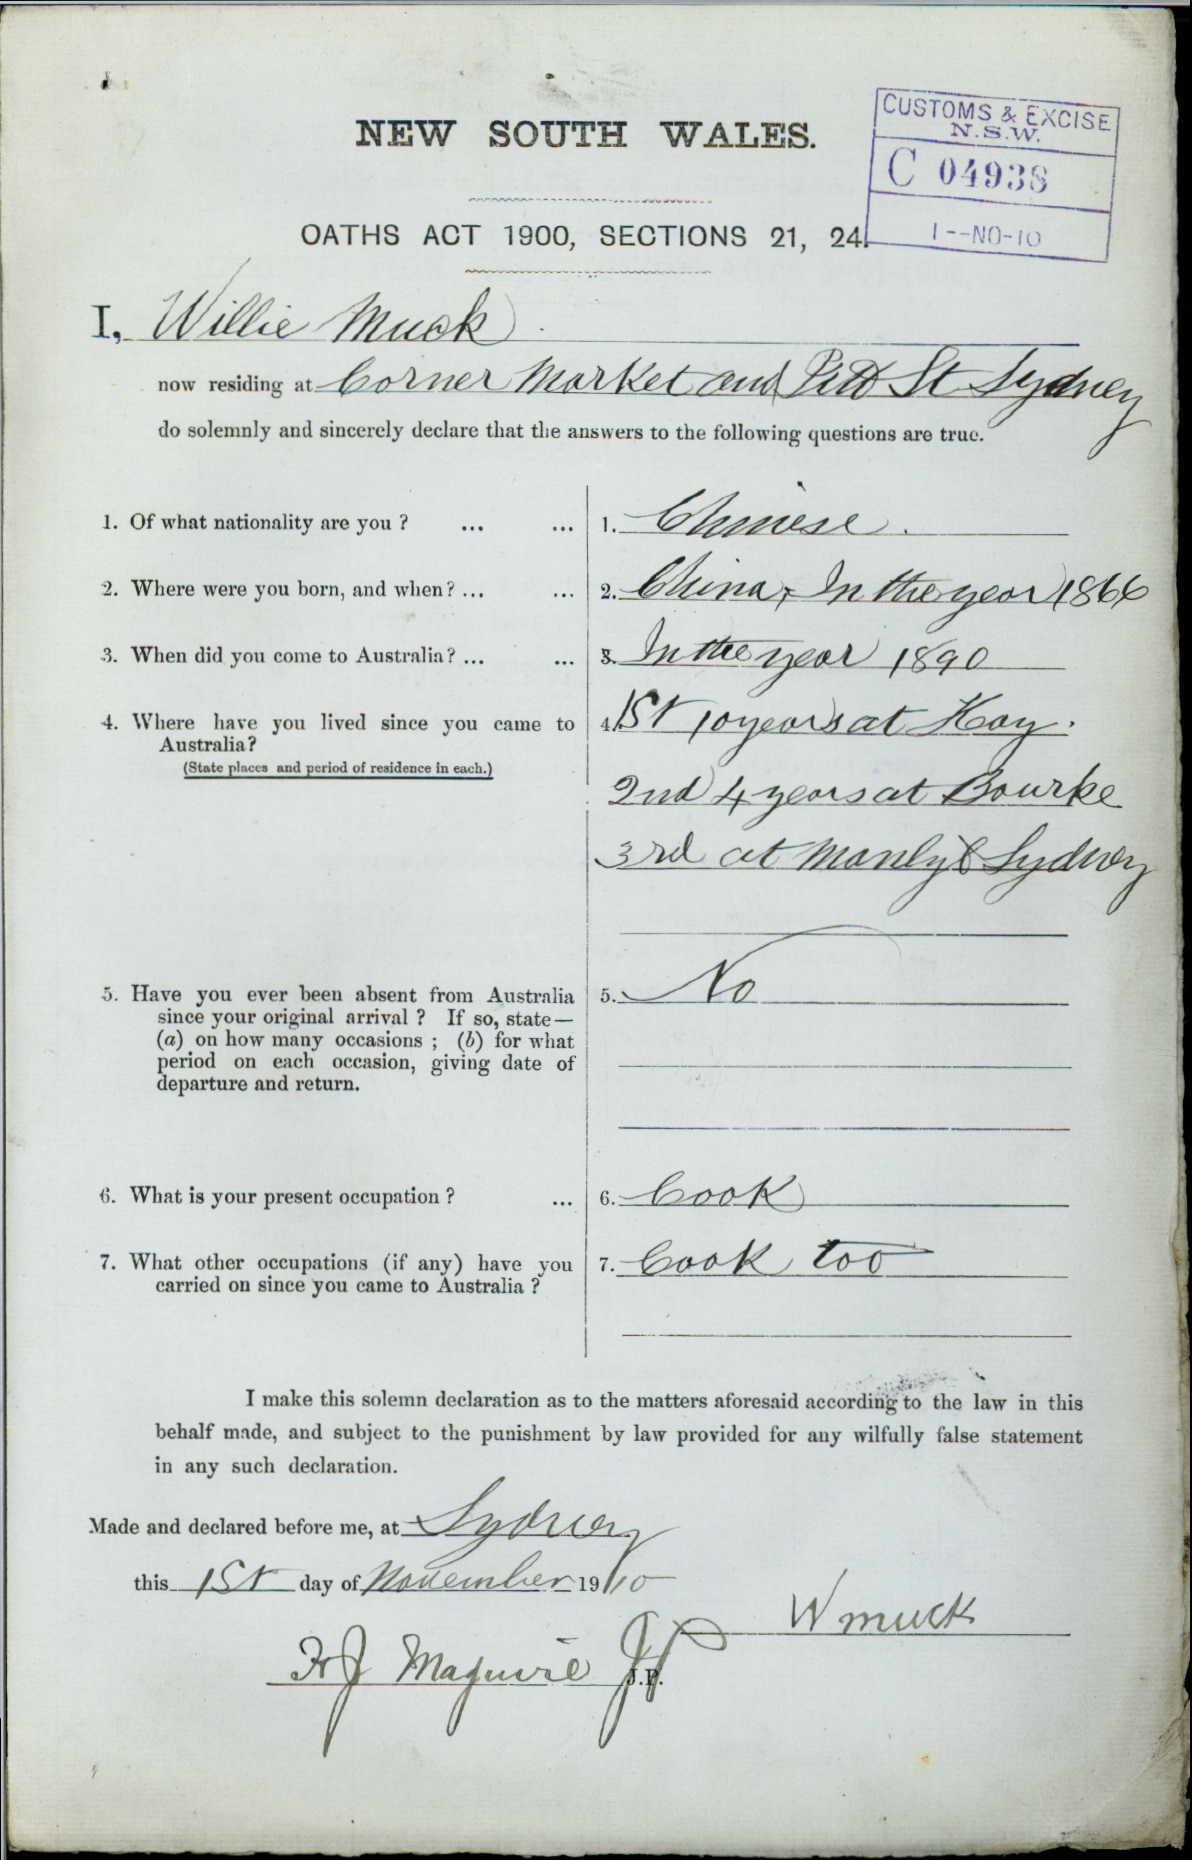 NEW SOUTH WALES.
CUSTOMS & EXCISE
N.S.W.
C 04938
1--NO-10
OATHS ACT 1900, SECTIONS 21, 24.
I, Willie Muck
now residing at Corner Market and Pitt St Sydney
do solemnly and sincerely declare that the answers to the following questions are true.
1. Of what nationality are you ? ... ... 1. Chinese.
2. Where were you born, and when ? ... ... 2. China, In the year 1866
3. When did you come to Australia ? ... ... 3. In the year 1890
4. Where have you lived since you came to 4. 1St 10 years at Hay.
Australia?
(State places and period of residence in each.)
2nd 4 years at Bourke
3rd at Manly & Sydney
5. Have you ever been absent from Australia 5. No
since your original arrival ? If so, state—
(a) on how many occasions ; (b) for what
period on each occasion, giving date of
departure and return.
6. What is your present occupation ? ... 6. Cook
7. What other occupations (if any) have you 7. Cook too
carried on since you came to Australia ?
I make this solemn declaration as to the matters aforesaid according to the law in this
behalf made, and subject to the punishment by law provided for any wilfully false statement
in any such declaration.
Made and declared before me, at Sydney
this 1St day of November 1910
W muck
J Maguire JP
J.P.